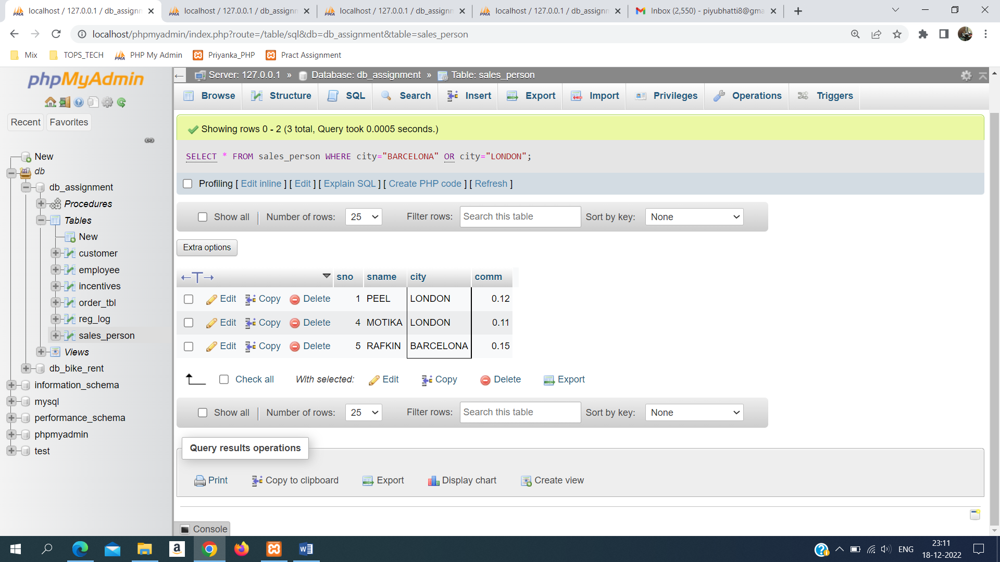 localhost / 127.0.0.1 / db_assignn
localhost / 127.0.0.1 / db_assignn
localhost / 127.0.0.1 / db_assignn
localhost / 127.0.0.1 / db_assignn
Inbox (2,550) - piyubhatti8@gma
localhost/phpmyadmin/index.php?route=/table/sql&db=db_assignment&table=sales_person
Mix TOPS_TECH PHP My Admin Priyanka_PHP Pract Assignment
phpMyAdmin
Recent Favorites
New
db
db_assignment
Procedures
Tables
New
customer
employee
incentives
order_tbl
reg_log
sales_person
Views
db_bike_rent
information_schema
mysql
performance_schema
phpmyadmin
test
Server: 127.0.0.1 » Database: db_assignment » Table: sales_person
Browse Structure SQL Search Insert Export Import Privileges Operations Triggers
Showing rows 0 - 2 (3 total, Query took 0.0005 seconds.)
SELECT * FROM sales_person WHERE city="BARCELONA" OR city="LONDON";
Profiling [ Edit inline ] [ Edit ] [ Explain SQL ] [ Create PHP code ] [ Refresh ]
Show all Number of rows: 25 Filter rows: Search this table Sort by key: None
Extra options
sno sname city comm
Edit Copy Delete 1 PEEL LONDON 0.12
Edit Copy Delete 4 MOTIKA LONDON 0.11
Edit Copy Delete 5 RAFKIN BARCELONA 0.15
Check all With selected: Edit Copy Delete Export
Show all Number of rows: 25 Filter rows: Search this table Sort by key: None
Query results operations
Print Copy to clipboard Export Display chart Create view
Console
ENG
23:11
18-12-2022